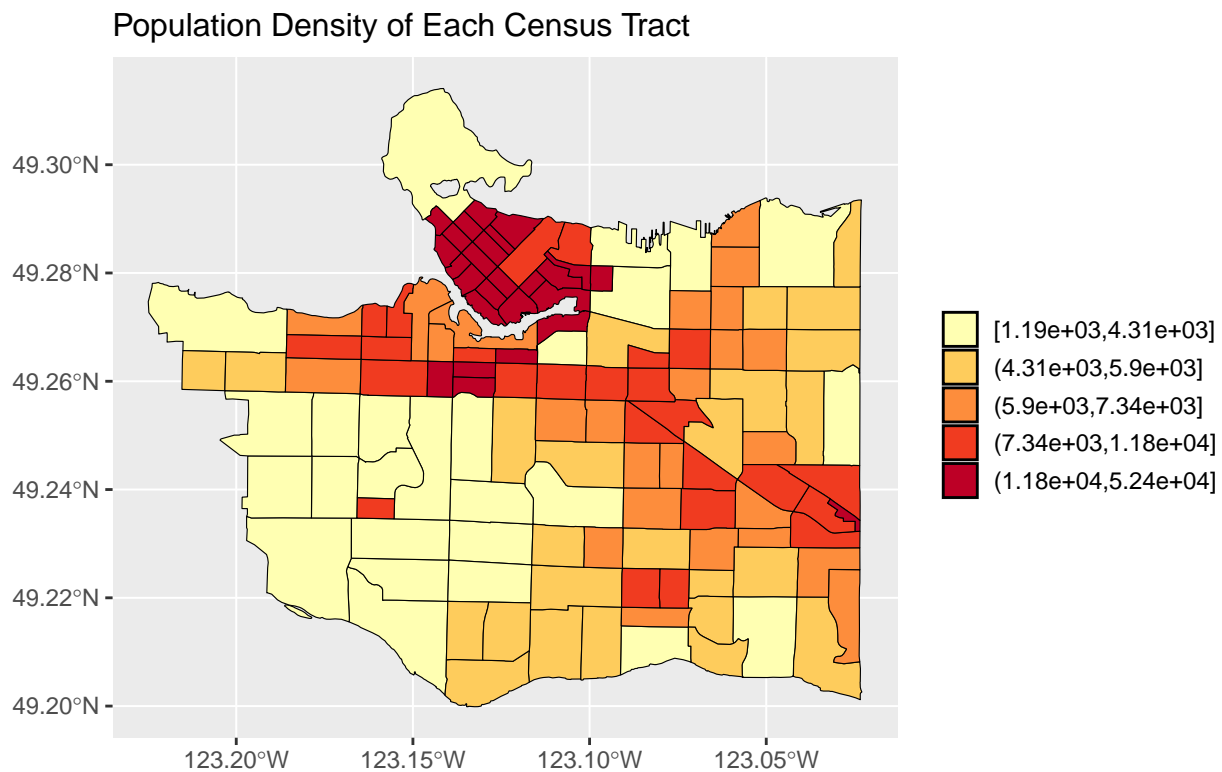 Population Density of Each Census Tract
49.30°N
49.28°N
49.26°N
49.24°N
49.22°N
49.20°N
123.20°W
123.15°W
123.10°W
123.05°W
[1.19e+03,4.31e+03]
(4.31e+03,5.9e+03]
(5.9e+03,7.34e+03]
(7.34e+03,1.18e+04]
(1.18e+04,5.24e+04]